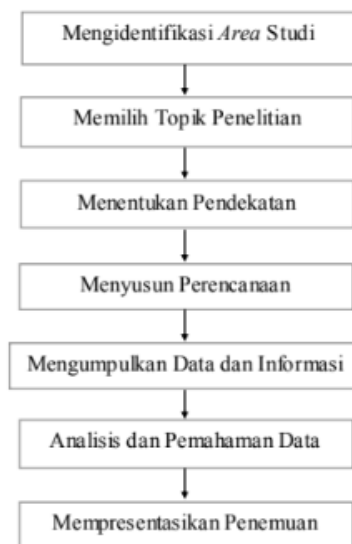 Mengidentifikasi Area Studi
Memilih Topik Penelitian
Menentukan Pendekatan
Menyusun Perencanaan
Mengumpulkan Data dan Informasi
Analisis dan Pemahaman Data
Mempresentasikan Penemuan